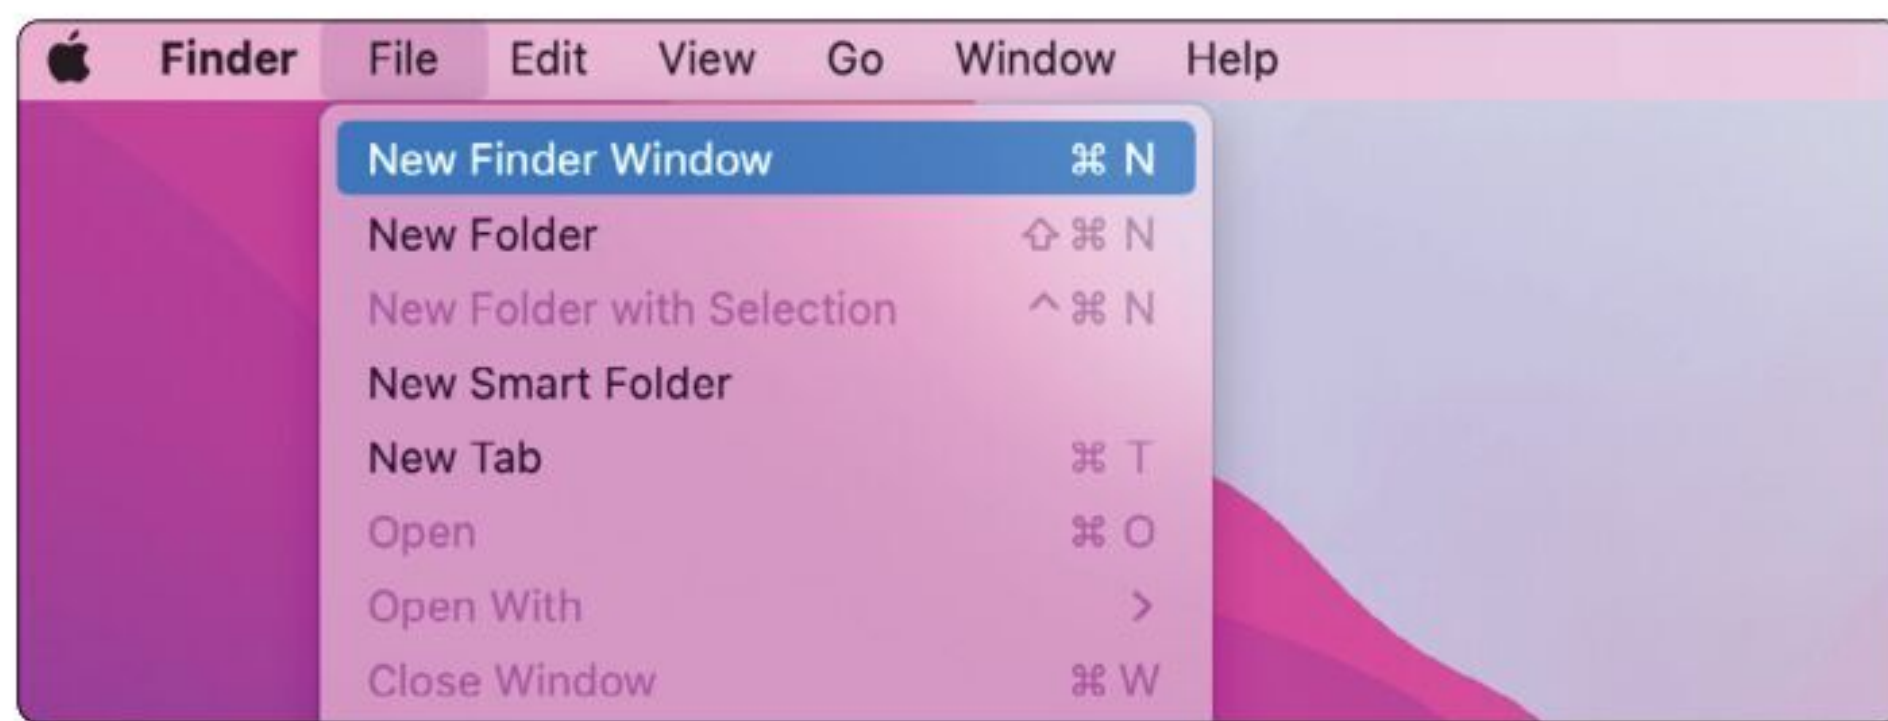 Finder File Edit View Go Window Help
New Finder Window ⌘ N
New Folder ⇧ ⌘ N
New Folder with Selection ^ ⌘ N
New Smart Folder
New Tab ⌘ T
Open ⌘ O
Open With >
Close Window ⌘ W